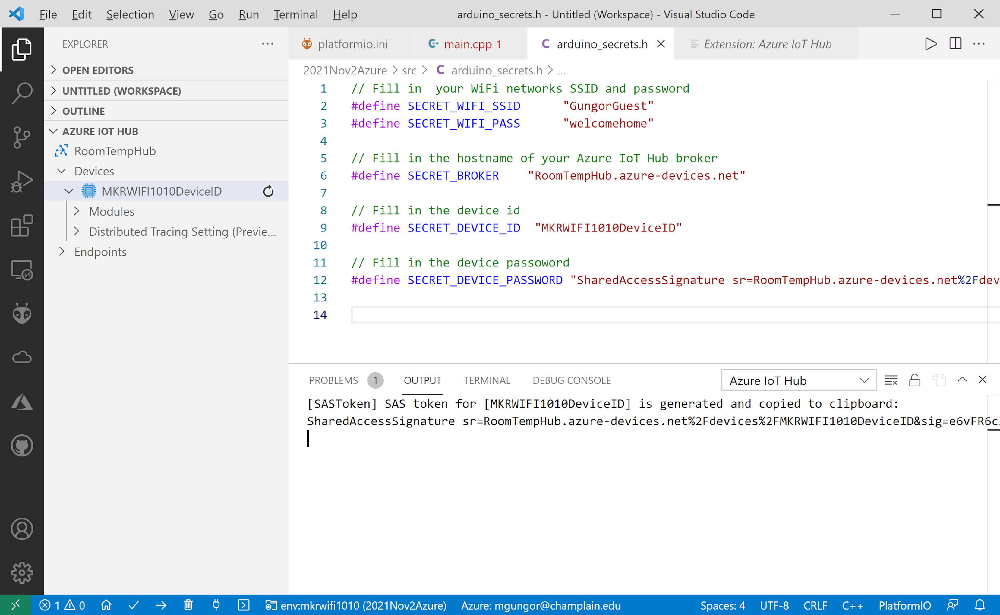 File Edit Selection View Go Run Terminal Help arduino_secrets.h - Untitled (Workspace) - Visual Studio Code
EXPLORER
OPEN EDITORS
UNTITLED (WORKSPACE)
OUTLINE
AZURE IOT HUB
RoomTempHub
Devices
MKRWIFI1010DeviceID
Modules
Distributed Tracing Setting (Previe...
Endpoints
platformio.ini main.cpp 1 arduino_secrets.h Extension: Azure IoT Hub
2021Nov2Azure > src > C arduino_secrets.h > ...
1 // Fill in  your WiFi networks SSID and password
2 #define SECRET_WIFI_SSID "GungorGuest"
3 #define SECRET_WIFI_PASS "welcomehome"
4
5 // Fill in the hostname of your Azure IoT Hub broker
6 #define SECRET_BROKER "RoomTempHub.azure-devices.net"
7
8 // Fill in the device id
9 #define SECRET_DEVICE_ID "MKRWIFI1010DeviceID"
10
11 // Fill in the device passoword
12 #define SECRET_DEVICE_PASSWORD "SharedAccessSignature sr=RoomTempHub.azure-devices.net%2Fdev
13
14
PROBLEMS 1 OUTPUT TERMINAL DEBUG CONSOLE Azure IoT Hub
[SASToken] SAS token for [MKRWIFI1010DeviceID] is generated and copied to clipboard:
SharedAccessSignature sr=RoomTempHub.azure-devices.net%2Fdevices%2FMKRWIFI1010DeviceID&sig=e6vFR6c
1 0 env:mkrwifi1010 (2021Nov2Azure) Azure: mgungor@champlain.edu Spaces: 4 UTF-8 CRLF C++ PlatformIO